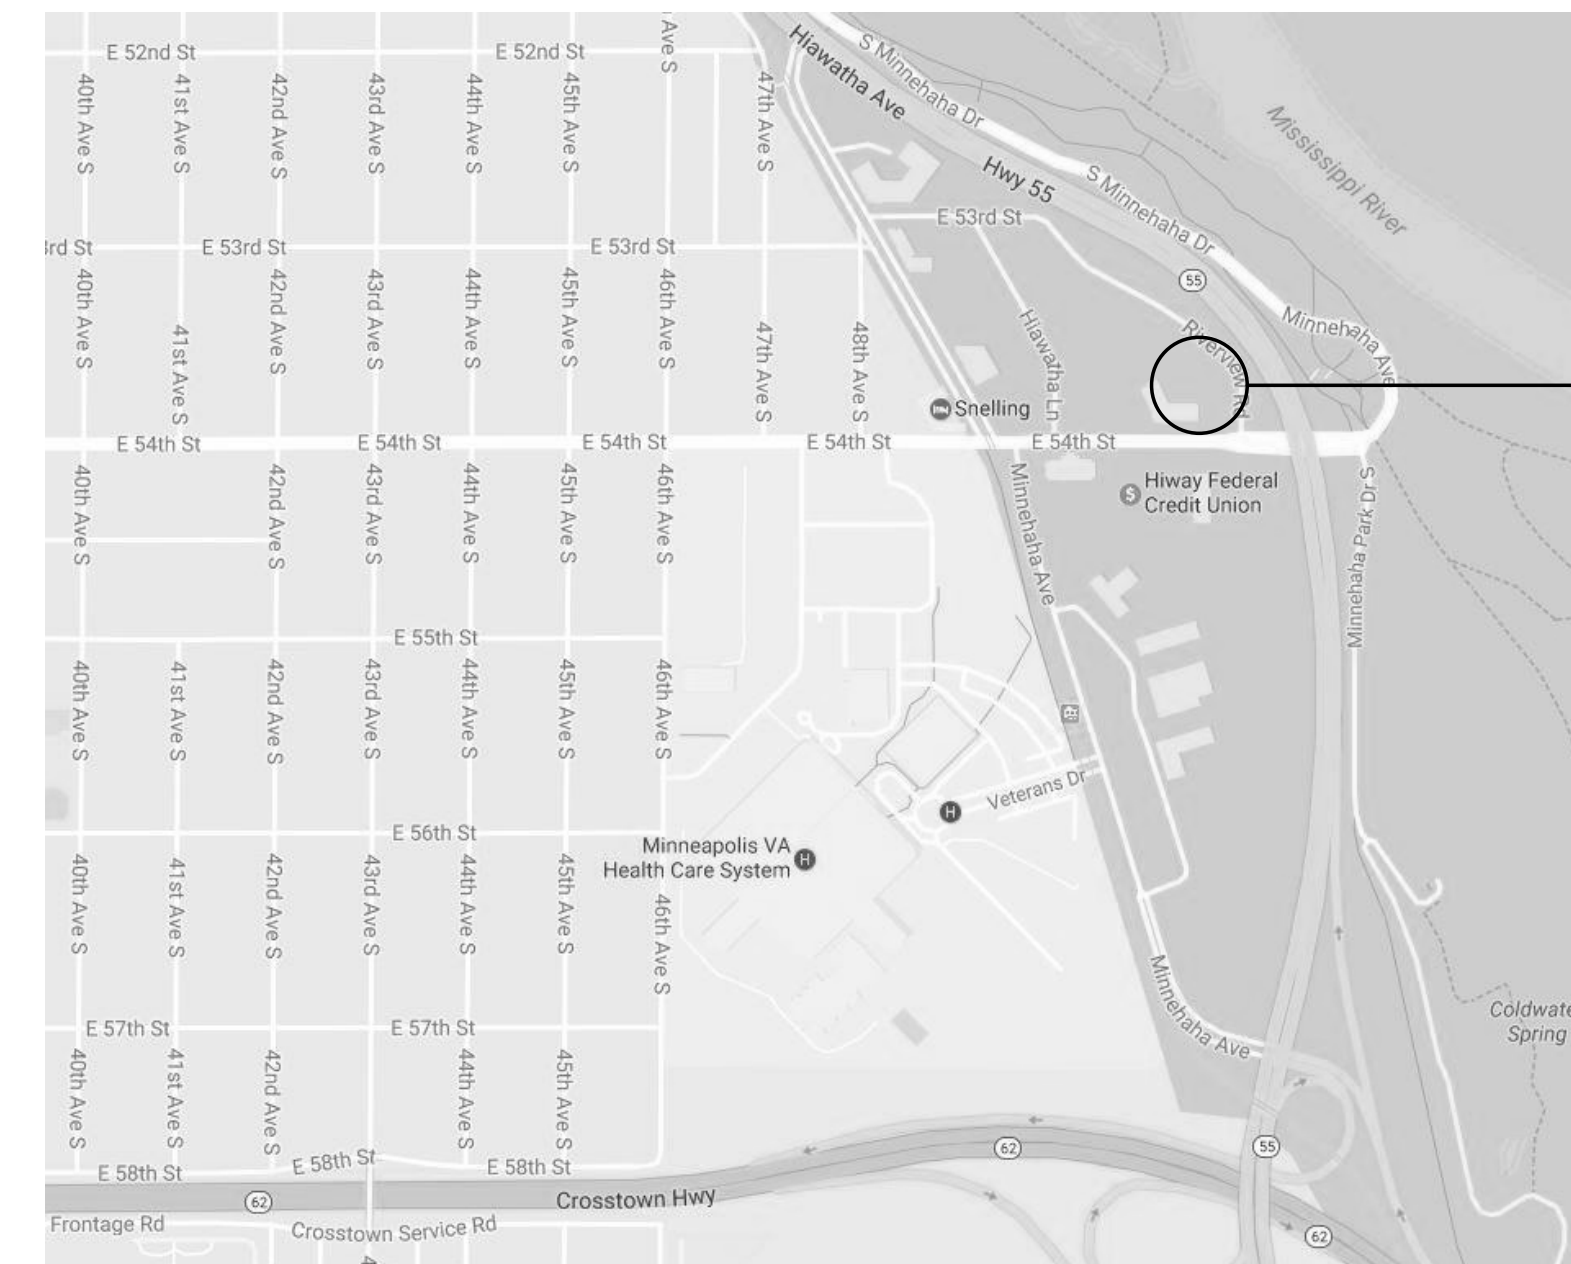 E 52nd St
E 52nd St
Ave S
Hiawatha Ave
S Minnehaha Dr
40th Ave S
41st Ave S
42nd Ave S
43rd Ave S
44th Ave S
45th Ave S
47th Ave S
Mississippi River
Hwy 55
S Minnehaha Dr
E 53rd St
3rd St
E 53rd St
E 53rd St
55
40th Ave S
41st Ave S
42nd Ave S
43rd Ave S
44th Ave S
45th Ave S
46th Ave S
47th Ave S
48th Ave S
Hiawatha Ln
Riverview Rd
Minnehaha Ave
Snelling
E 54th St
E 54th St
E 54th St
E 54th St
E 54th St
Hiway Federal
Credit Union
40th Ave S
42nd Ave S
43rd Ave S
44th Ave S
45th Ave S
46th Ave S
Minnehaha Ave
Minnehaha Park Dr S
E 55th St
40th Ave S
41st Ave S
42nd Ave S
43rd Ave S
44th Ave S
45th Ave S
46th Ave S
Veterans Dr
H
E 56th St
Minneapolis VA
Health Care System
H
40th Ave S
41st Ave S
42nd Ave S
43rd Ave S
44th Ave S
45th Ave S
46th Ave S
Minnehaha Ave
Coldwate
Spring
E 57th St
E 57th St
40th Ave S
41st Ave S
42nd Ave S
44th Ave S
45th Ave S
62
55
E 58th St
E 58th St
E 58th St
62
Crosstown Hwy
Frontage Rd
Crosstown Service Rd
62